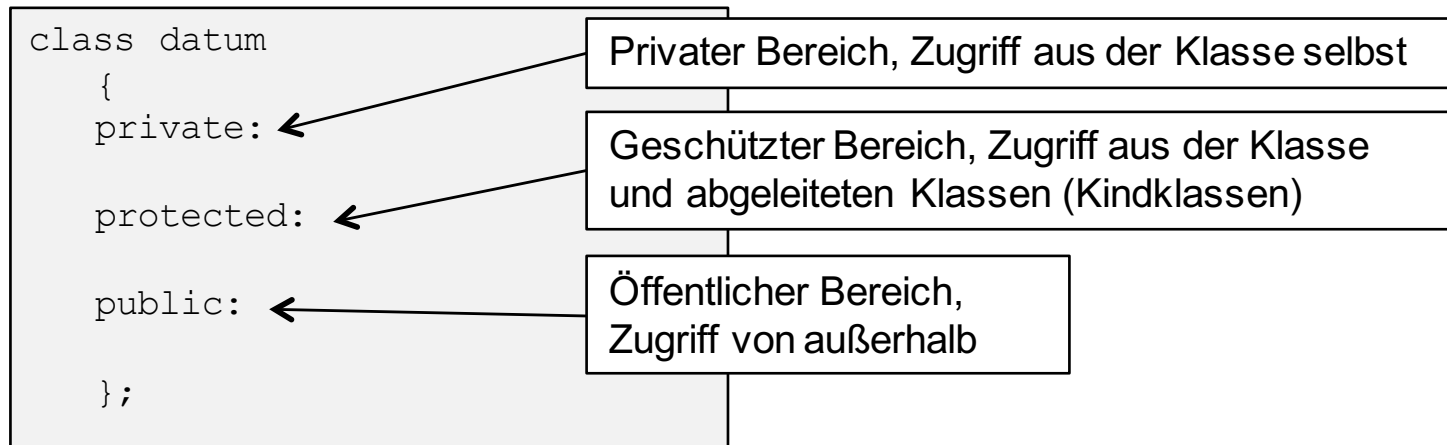 class datum
{
private:
protected:
public:
};
Privater Bereich, Zugriff aus der Klasse selbst
Geschützter Bereich, Zugriff aus der Klasse
und abgeleiteten Klassen (Kindklassen)
Öffentlicher Bereich,
Zugriff von außerhalb